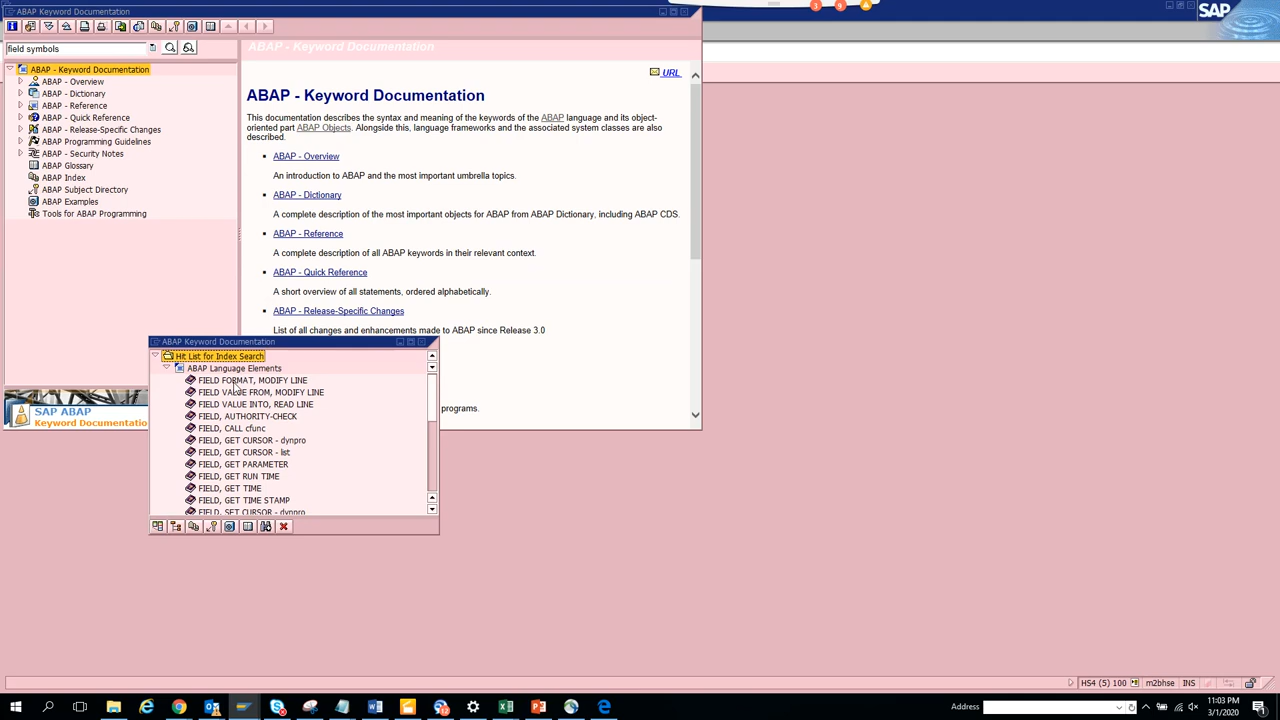 ABAP Keyword Documentation
SAP
3
9
field symbols
ABAP - Keyword Documentation
ABAP - Overview
ABAP - Dictionary
ABAP - Reference
ABAP - Quick Reference
ABAP - Release-Specific Changes
ABAP Programming Guidelines
ABAP - Security Notes
ABAP Glossary
ABAP Index
ABAP Subject Directory
ABAP Examples
Tools for ABAP Programming
SAP ABAP
Keyword Documentatio
ABAP - Keyword Documentation
URL
ABAP - Keyword Documentation
This documentation describes the syntax and meaning of the keywords of the ABAP language and its object-
oriented part ABAP Objects. Alongside this, language frameworks and the associated system classes are also
described.
ABAP - Overview
An introduction to ABAP and the most important umbrella topics.
ABAP - Dictionary
A complete description of the most important objects for ABAP from ABAP Dictionary, including ABAP CDS.
ABAP - Reference
A complete description of all ABAP keywords in their relevant context.
ABAP - Quick Reference
A short overview of all statements, ordered alphabetically.
ABAP - Release-Specific Changes
List of all changes and enhancements made to ABAP since Release 3.0
programs.
ABAP Keyword Documentation
Hit List for Index Search
ABAP Language Elements
FIELD FORMAT, MODIFY LINE
FIELD VALUE FROM, MODIFY LINE
FIELD VALUE INTO, READ LINE
FIELD, AUTHORITY-CHECK
FIELD, CALL cfunc
FIELD, GET CURSOR - dynpro
FIELD, GET CURSOR - list
FIELD, GET PARAMETER
FIELD, GET RUN TIME
FIELD, GET TIME
FIELD, GET TIME STAMP
FIELD, SET CURSOR - dynpro
HS4 (5) 100
m2bhse
INS
Address
11:03 PM
3/1/2020